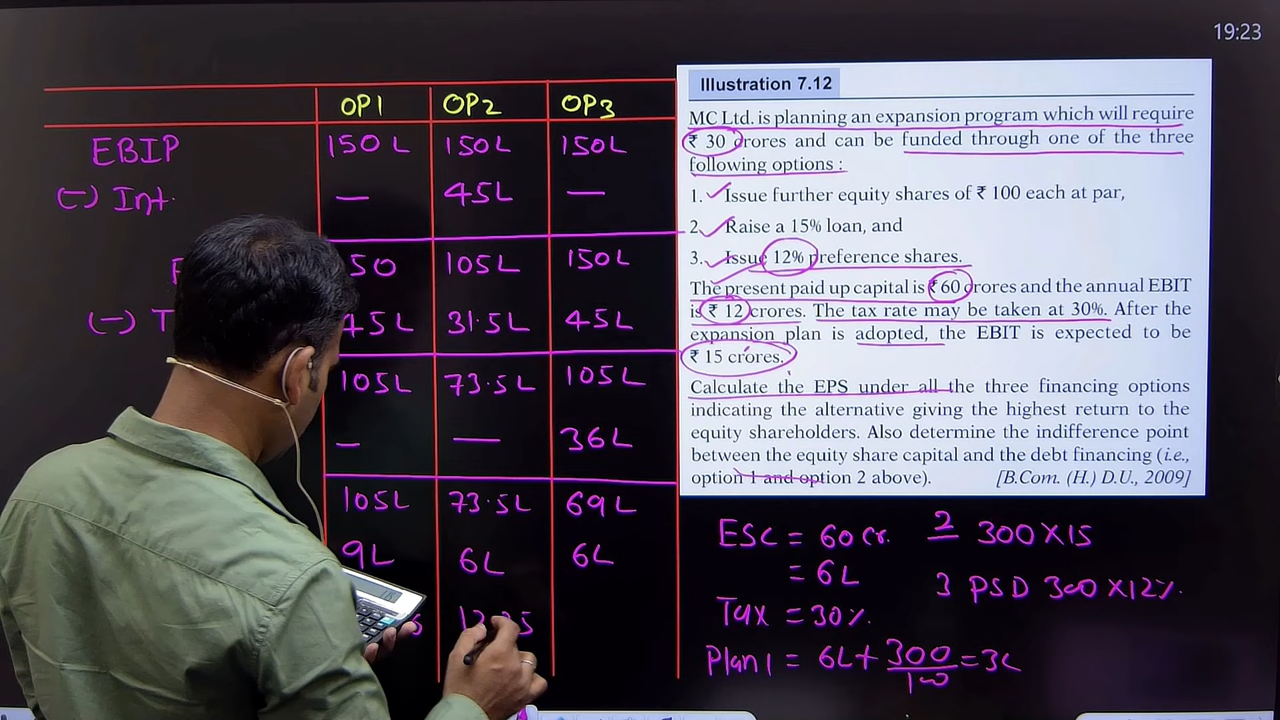 19:23
OP1 OP2 OP3
EBIP 150L 150L 150L
(-) Int. — 45L —
50 105L 150L
(-) T 45L 31.5L 45L
105L 73.5L 105L
— — 36L
105L 73.5L 69L
9L 6L 6L
Illustration 7.12
MC Ltd. is planning an expansion program which will require
₹ 30 crores and can be funded through one of the three
following options :
1. Issue further equity shares of ₹ 100 each at par,
2. Raise a 15% loan, and
3. Issue 12% preference shares.
The present paid up capital is ₹ 60 crores and the annual EBIT
is ₹ 12 crores. The tax rate may be taken at 30%. After the
expansion plan is adopted, the EBIT is expected to be
₹ 15 crores.
Calculate the EPS under all the three financing options
indicating the alternative giving the highest return to the
equity shareholders. Also determine the indifference point
between the equity share capital and the debt financing (i.e.,
option 1 and option 2 above). [B.Com. (H.) D.U., 2009]
ESC = 60 Cr.
= 6L
Tax = 30%.
Plan 1 = 6L + 300/100 = 3L
2 300 × 15
3 PSD 300 × 12%.